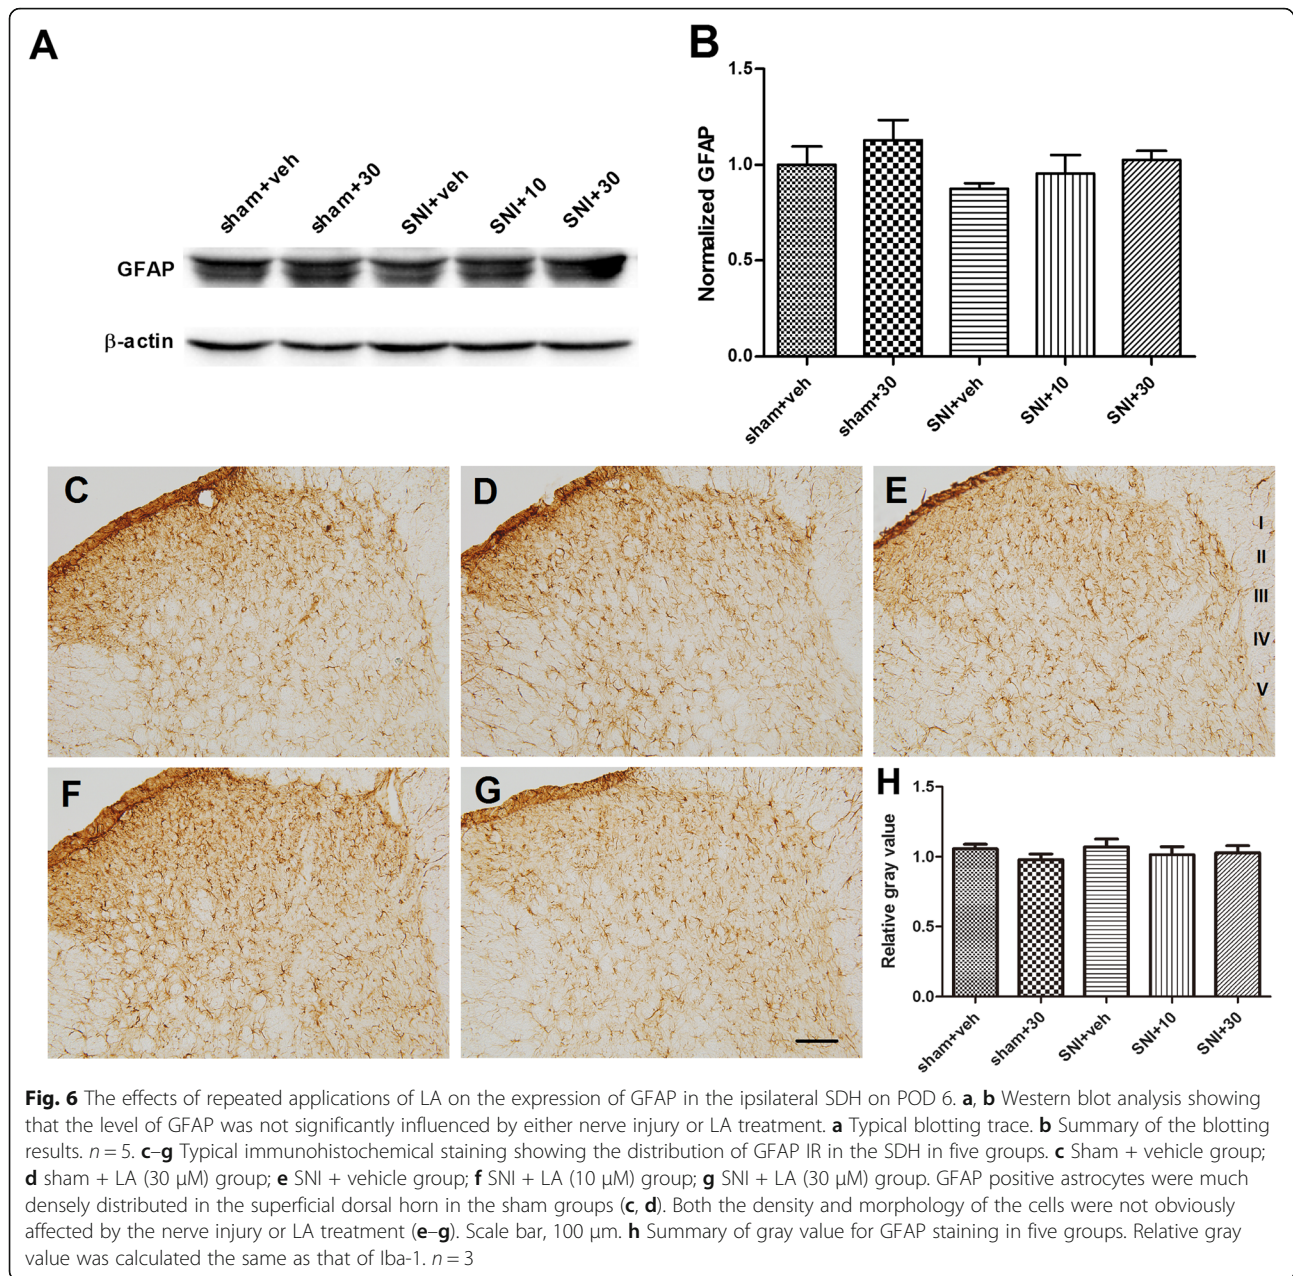 A
sham+veh
sham+30
SNI+veh
SNI+10
SNI+30
GFAP
β-actin
B
Normalized GFAP
1.5
1.0
0.5
0.0
sham+veh
sham+30
SNI+veh
SNI+10
SNI+30
C
D
E
I
II
III
IV
V
F
G
H
Relative gray value
1.5
1.0
0.5
0.0
sham+veh
sham+30
SNI+veh
SNI+10
SNI+30
Fig. 6 The effects of repeated applications of LA on the expression of GFAP in the ipsilateral SDH on POD 6. a, b Western blot analysis showing
that the level of GFAP was not significantly influenced by either nerve injury or LA treatment. a Typical blotting trace. b Summary of the blotting
results. n = 5. c–g Typical immunohistochemical staining showing the distribution of GFAP IR in the SDH in five groups. c Sham + vehicle group;
d sham + LA (30 μM) group; e SNI + vehicle group; f SNI + LA (10 μM) group; g SNI + LA (30 μM) group. GFAP positive astrocytes were much
densely distributed in the superficial dorsal horn in the sham groups (c, d). Both the density and morphology of the cells were not obviously
affected by the nerve injury or LA treatment (e–g). Scale bar, 100 μm. h Summary of gray value for GFAP staining in five groups. Relative gray
value was calculated the same as that of Iba-1. n = 3